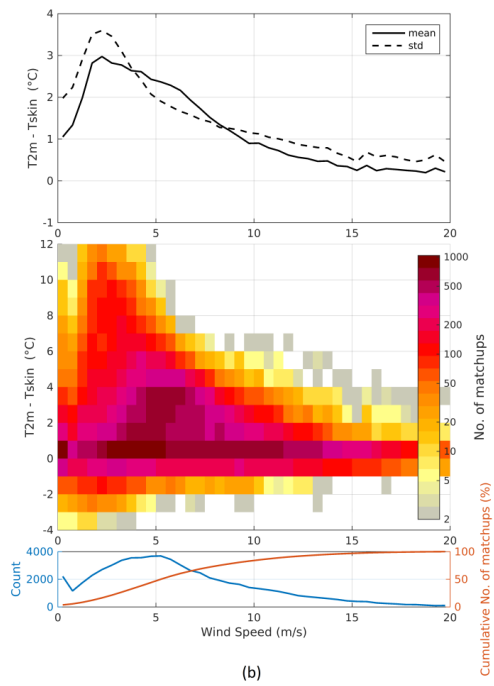 4
3
2
1
0
-1
T2m - Tskin (°C)
mean
std
0 5 10 15 20
12
10
8
6
4
2
0
-2
-4
T2m - Tskin (°C)
1000
500
200
100
50
20
10
5
2
No. of matchups
0 5 10 15 20
4000
2000
0
Count
100
50
0
Cumulative No. of matchups (%)
0 5 10 15 20
Wind Speed (m/s)
(b)